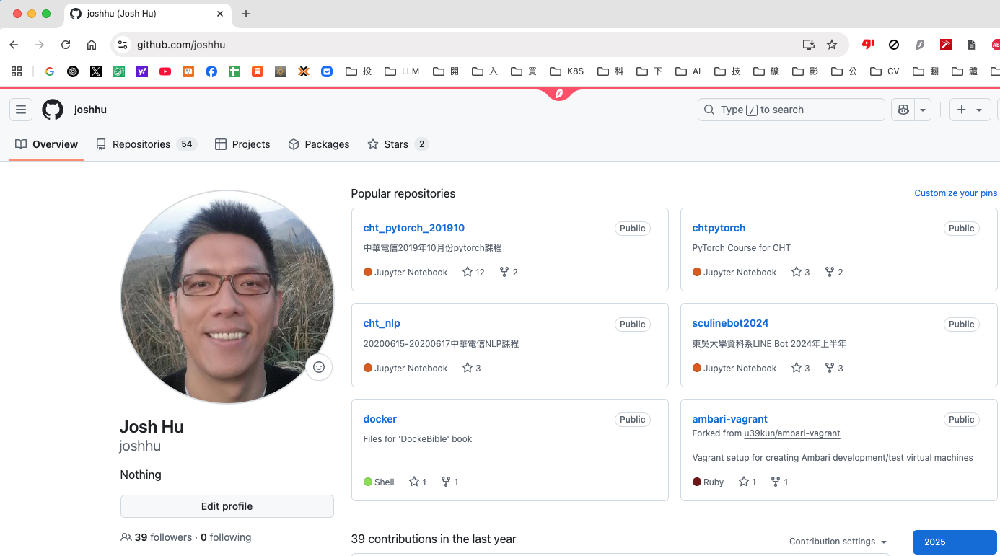 joshhu (Josh Hu)
github.com/joshhu
投 LLM 開 入 買 K8S 科 下 AI 技 礦 影 公 CV 翻 體
joshhu
Type / to search
Overview Repositories 54 Projects Packages Stars 2
Popular repositories
Customize your pins
cht_pytorch_201910 Public
中華電信2019年10月份pytorch課程
Jupyter Notebook 12 2
chtpytorch Public
PyTorch Course for CHT
Jupyter Notebook 3 2
cht_nlp Public
20200615-20200617中華電信NLP課程
Jupyter Notebook 3
sculinebot2024 Public
東吳大學資科系LINE Bot 2024年上半年
Jupyter Notebook 3 3
docker Public
Files for 'DockeBible' book
Shell 1 1
ambari-vagrant Public
Forked from u39kun/ambari-vagrant
Vagrant setup for creating Ambari development/test virtual machines
Ruby 1 1
Josh Hu
joshhu
Nothing
Edit profile
39 followers · 0 following
39 contributions in the last year
Contribution settings
2025